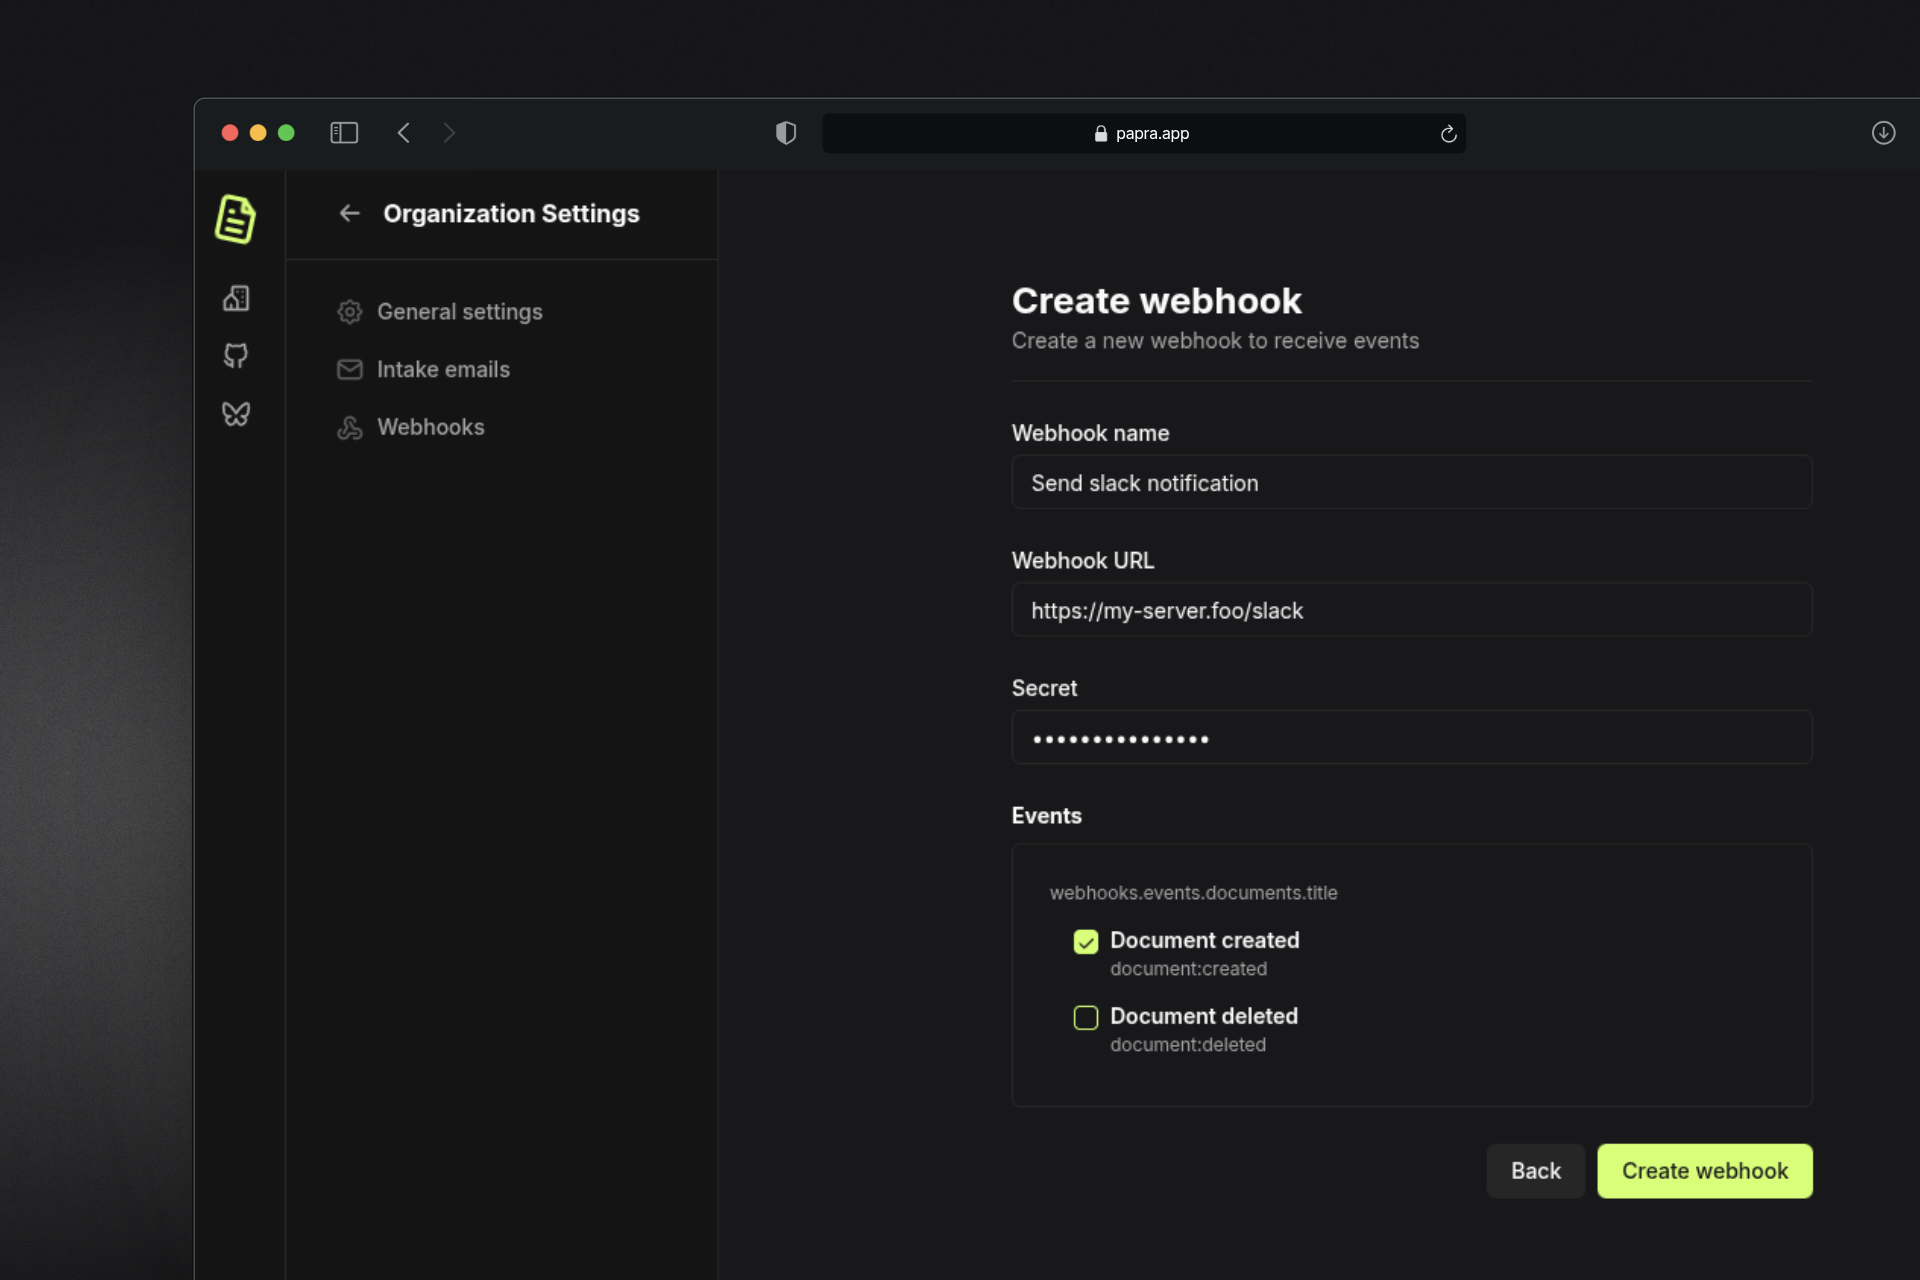 papra.app
Organization Settings
General settings
Intake emails
Webhooks
Create webhook
Create a new webhook to receive events
Webhook name
Send slack notification
Webhook URL
https://my-server.foo/slack
Secret
•••••••••••••••
Events
webhooks.events.documents.title
Document created
document:created
Document deleted
document:deleted
Back
Create webhook